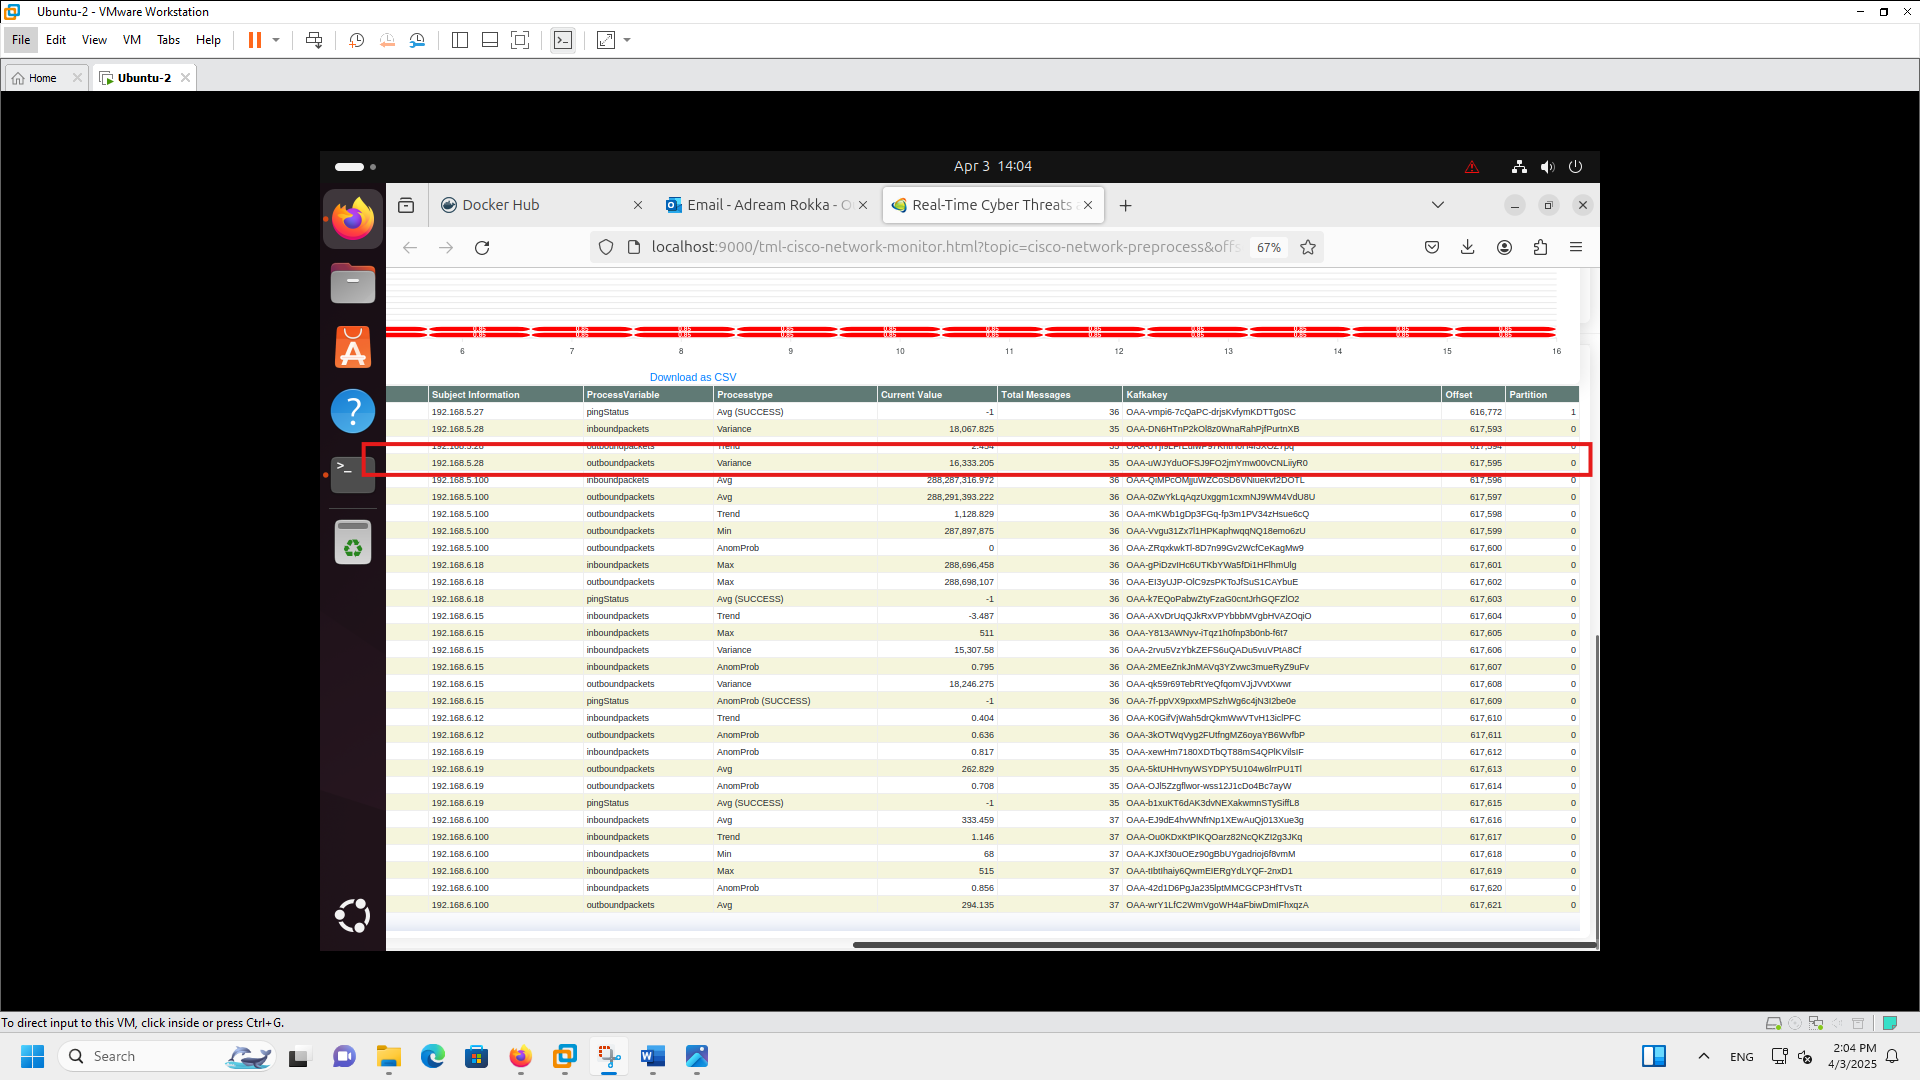 Ubuntu-2 - VMware Workstation
File Edit View VM Tabs Help
Home Ubuntu-2
Apr 3 14:04
Docker Hub Email - Adream Rokka - O Real-Time Cyber Threats
localhost:9000/tml-cisco-network-monitor.html?topic=cisco-network-preprocess&offs 67%
6 7 8 9 10 11 12 13 14 15 16
Download as CSV
Subject Information ProcessVariable Processtype Current Value Total Messages Kafkakey Offset Partition
192.168.5.27 pingStatus Avg (SUCCESS) -1 36 OAA-vmpi6-7cQaPC-drjsKvfymKDTTg0SC 616,772 1
192.168.5.28 inboundpackets Variance 18,067.825 35 OAA-DN6HTnP2kOl8z0WnaRahPjfPurtnXB 617,593 0
192.168.5.28 outboundpackets Trend 2.454 35 617,594 0
192.168.5.28 outboundpackets Variance 16,333.205 35 OAA-uWJYduOFSJ9FO2jmYmw00vCNLiiyR0 617,595 0
192.168.5.100 inboundpackets Avg 288,287,316.972 36 OAA-QiMPcOMjjuWZCoSD6VNiuekvf2DOTL 617,596 0
192.168.5.100 outboundpackets Avg 288,291,393.222 36 OAA-0ZwYkLqAqzUxggm1cxmNJ9WM4VdU8U 617,597 0
192.168.5.100 outboundpackets Trend 1,128.829 36 OAA-mKWb1gDp3FGq-fp3m1PV34zHsue6cQ 617,598 0
192.168.5.100 outboundpackets Min 287,897,875 36 OAA-Vvgu31Zx7l1HPKaphwqqNQ18emo6zU 617,599 0
192.168.5.100 outboundpackets AnomProb 0 36 OAA-ZRqxkwkTl-8D7n99Gv2WcfCeKagMw9 617,600 0
192.168.6.18 inboundpackets Max 288,696,458 36 OAA-gPiDzvIHc6UTKbYWa5fDi1HFlhmUlg 617,601 0
192.168.6.18 outboundpackets Max 288,698,107 36 OAA-EI3yUJP-OlC9zsPKToJfSuS1CAYbuE 617,602 0
192.168.6.18 pingStatus Avg (SUCCESS) -1 36 OAA-k7EQoPabwZtyFzaG0cntJrhGQFZlO2 617,603 0
192.168.6.15 inboundpackets Trend -3.487 36 OAA-AXvDrUqQJkRxVPYbbbMVgbHVAZOqiO 617,604 0
192.168.6.15 inboundpackets Max 511 36 OAA-Y813AWNyv-iTqz1h0fnp3b0nb-f6t7 617,605 0
192.168.6.15 inboundpackets Variance 15,307.58 36 OAA-2rvu5VzYbkZEFS6uQADu5vuVPtA8Cf 617,606 0
192.168.6.15 inboundpackets AnomProb 0.795 36 OAA-2MEeZnkJnMAVq3YZvwc3mueRyZ9uFv 617,607 0
192.168.6.15 outboundpackets Variance 18,246.275 36 OAA-qk59r69TebRtYeQfqomVJjJVvtXwwr 617,608 0
192.168.6.15 pingStatus AnomProb (SUCCESS) -1 36 OAA-7f-ppVX9pxxMPSzhWg6c4jN3I2be0e 617,609 0
192.168.6.12 inboundpackets Trend 0.404 36 OAA-K0GifVjWah5drQkmWwVTvH13iclPFC 617,610 0
192.168.6.12 outboundpackets AnomProb 0.636 36 OAA-3kOTWqVyg2FUtfngMZ6oyaYB6WvfbP 617,611 0
192.168.6.19 inboundpackets AnomProb 0.817 35 OAA-xewHm7180XDTbQT88mS4QPlKVilsIF 617,612 0
192.168.6.19 outboundpackets Avg 262.829 35 OAA-5ktUHHvnyWSYDPY5U104w6lrrPU1Tl 617,613 0
192.168.6.19 outboundpackets AnomProb 0.708 35 OAA-OJl5Zzgflwor-wss12J1cDo4Bc7ayW 617,614 0
192.168.6.19 pingStatus Avg (SUCCESS) -1 35 OAA-b1xuKT6dAK3dvNEXakwmnSTySiffL8 617,615 0
192.168.6.100 inboundpackets Avg 333.459 37 OAA-EJ9dE4hvWNfrNp1XEwAuQj013Xue3g 617,616 0
192.168.6.100 inboundpackets Trend 1.146 37 OAA-Ou0KDxKtPIKQOarz82NcQKZI2g3JKq 617,617 0
192.168.6.100 inboundpackets Min 68 37 OAA-KJXf30uOEz90gBbUYgadrioj6f8vmM 617,618 0
192.168.6.100 inboundpackets Max 515 37 OAA-tIbtIhaiy6QwmEIERgYdLYQF-2nxD1 617,619 0
192.168.6.100 inboundpackets AnomProb 0.856 37 OAA-42d1D6PgJa235lptMMCGCP3HfTVsTt 617,620 0
192.168.6.100 outboundpackets Avg 294.135 37 OAA-wrY1LfC2WmVgoWH4aFbiwDmIFhxqzA 617,621 0
To direct input to this VM, click inside or press Ctrl+G.
Search
ENG
2:04 PM
4/3/2025